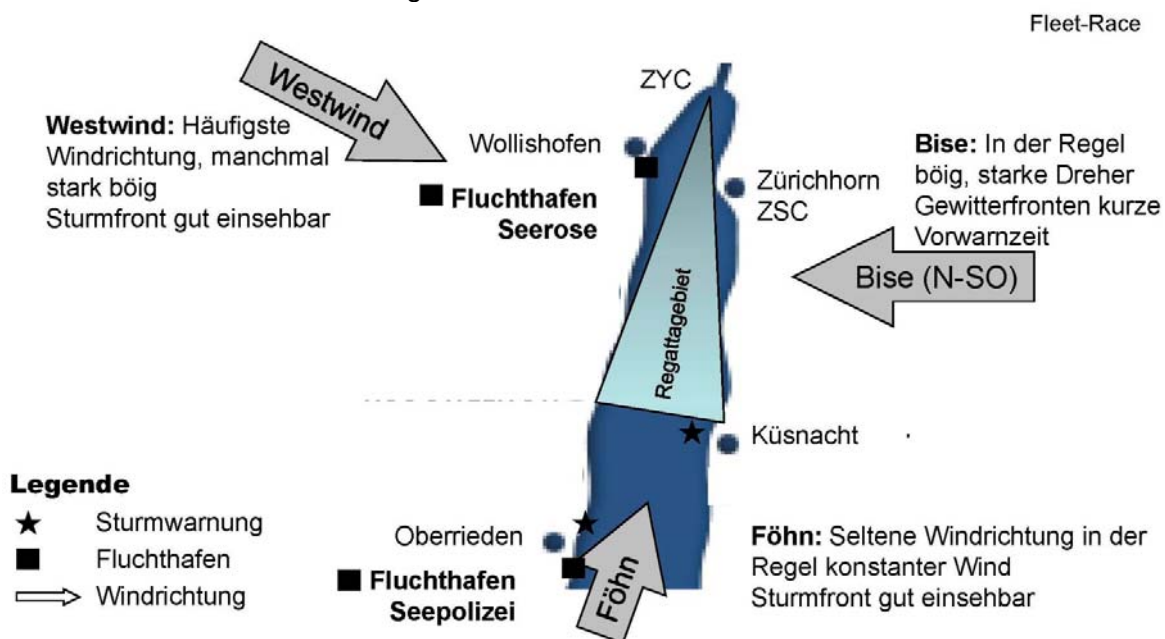 Fleet-Race
Westwind
ZYC
Westwind: Häufigste
Windrichtung, manchmal
stark böig
Sturmfront gut einsehbar
Wollishofen
Fluchthafen
Seerose
Zürichhorn
ZSC
Bise: In der Regel
böig, starke Dreher
Gewitterfronten kurze
Vorwarnzeit
Bise (N-SO)
Regattagebiet
Küsnacht
Legende
Sturmwarnung
Fluchthafen
Windrichtung
Oberrieden
Fluchthafen
Seepolizei
Föhn
Föhn: Seltene Windrichtung in der
Regel konstanter Wind
Sturmfront gut einsehbar